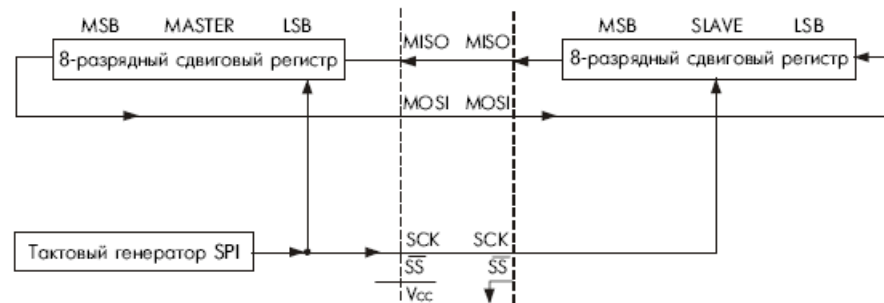 MSB MASTER LSB
8-разрядный сдвиговый регистр
MISO MISO
MSB SLAVE LSB
8-разрядный сдвиговый регистр
MOSI MOSI
Тактовый генератор SPI
SCK SCK
SS SS
Vcc